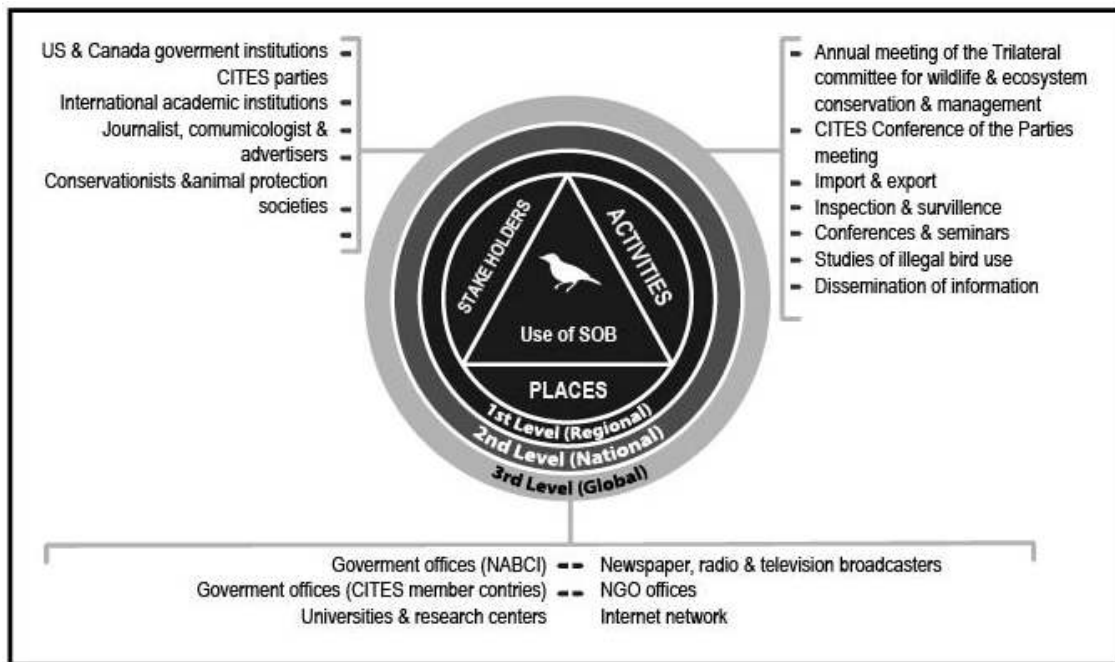 US & Canada goverment institutions
CITES parties
International academic institutions
Journalist, comumicologist &
advertisers
Conservationists &animal protection
societies
Annual meeting of the Trilateral
committee for wildlife & ecosystem
conservation & management
CITES Conference of the Parties
meeting
Import & export
Inspection & survillence
Conferences & seminars
Studies of illegal bird use
Dissemination of information
STAKE HOLDERS
ACTIVITIES
Use of SOB
PLACES
1st Level (Regional)
2nd Level (National)
3rd Level (Global)
Goverment offices (NABCI)
Goverment offices (CITES member contries)
Universities & research centers
Newspaper, radio & television broadcasters
NGO offices
Internet network